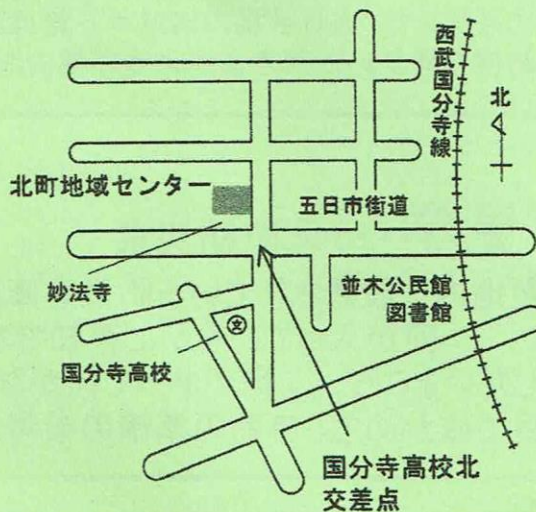 西武国分寺線
北
北町地域センター
五日市街道
妙法寺
並木公民館
図書館
文
国分寺高校
国分寺高校北
交差点